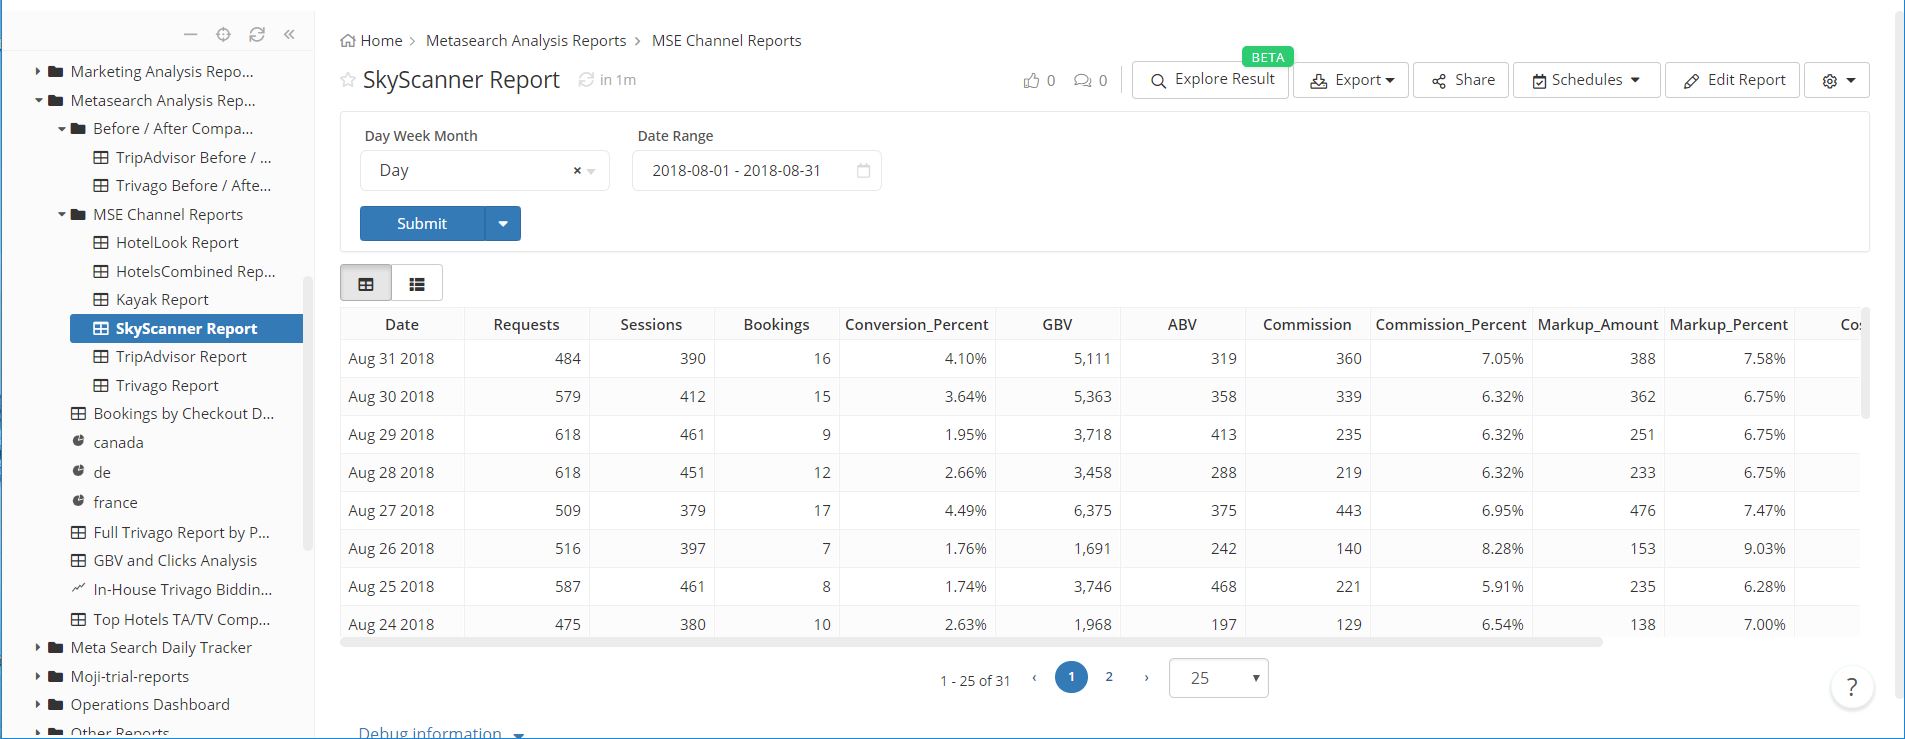 Marketing Analysis Repo...
Metasearch Analysis Rep...
Before / After Compa...
TripAdvisor Before / ...
Trivago Before / Afte...
MSE Channel Reports
HotelLook Report
HotelsCombined Rep...
Kayak Report
SkyScanner Report
TripAdvisor Report
Trivago Report
Bookings by Checkout D...
canada
de
france
Full Trivago Report by P...
GBV and Clicks Analysis
In-House Trivago Biddin...
Top Hotels TA/TV Comp...
Meta Search Daily Tracker
Moji-trial-reports
Operations Dashboard
Other Reports
Home > Metasearch Analysis Reports > MSE Channel Reports
SkyScanner Report in 1m 0 0 Explore Result BETA Export Share Schedules Edit Report
Day Week Month Date Range
Day × 2018-08-01 - 2018-08-31
Submit
Date Requests Sessions Bookings Conversion_Percent GBV ABV Commission Commission_Percent Markup_Amount Markup_Percent Cos
Aug 31 2018 484 390 16 4.10% 5,111 319 360 7.05% 388 7.58%
Aug 30 2018 579 412 15 3.64% 5,363 358 339 6.32% 362 6.75%
Aug 29 2018 618 461 9 1.95% 3,718 413 235 6.32% 251 6.75%
Aug 28 2018 618 451 12 2.66% 3,458 288 219 6.32% 233 6.75%
Aug 27 2018 509 379 17 4.49% 6,375 375 443 6.95% 476 7.47%
Aug 26 2018 516 397 7 1.76% 1,691 242 140 8.28% 153 9.03%
Aug 25 2018 587 461 8 1.74% 3,746 468 221 5.91% 235 6.28%
Aug 24 2018 475 380 10 2.63% 1,968 197 129 6.54% 138 7.00%
1 - 25 of 31 ‹ 1 2 › 25
?
Debug information